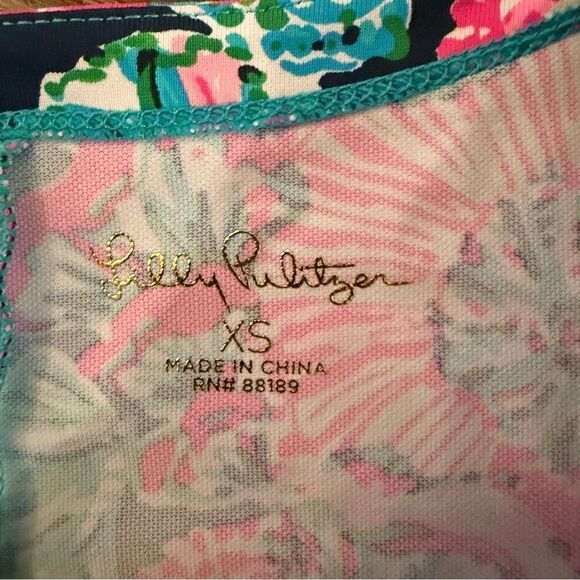 Lilly Pulitzer
XS
MADE IN CHINA
RN# 88189